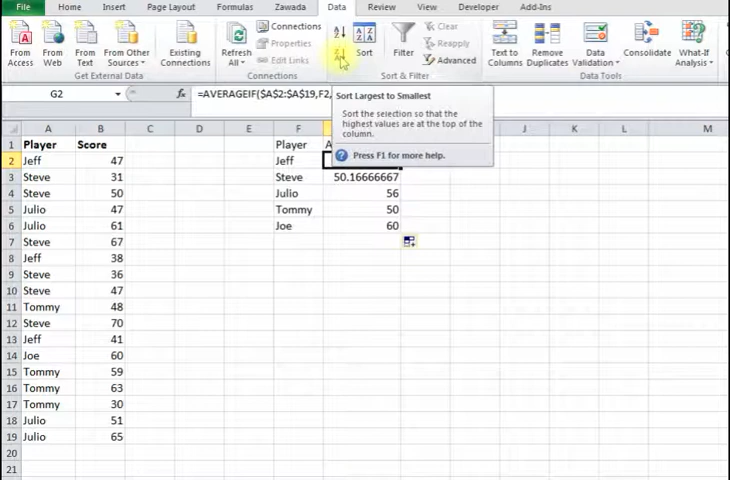 File Home Insert Page Layout Formulas Zawada Data Review View Developer Add-Ins
From Access
From Web
From Text
From Other Sources
Existing Connections
Get External Data
Refresh All
Connections
Properties
Edit Links
Connections
Sort
Filter
Clear
Reapply
Advanced
Sort & Filter
Text to Columns
Remove Duplicates
Data Validation
Consolidate
What-If Analysis
Data Tools
G2 fx =AVERAGEIF($A$2:$A$19,F2,
Sort Largest to Smallest
Sort the selection so that the
highest values are at the top of the
column.
Press F1 for more help.
A B C D E F J K L M
1 Player Score Player A
2 Jeff 47 Jeff
3 Steve 31 Steve 50.16666667
4 Steve 50 Julio 56
5 Julio 47 Tommy 50
6 Julio 61 Joe 60
7 Steve 67
8 Jeff 38
9 Steve 36
10 Steve 47
11 Tommy 48
12 Steve 70
13 Jeff 41
14 Joe 60
15 Tommy 59
16 Tommy 63
17 Tommy 30
18 Julio 51
19 Julio 65
20
21